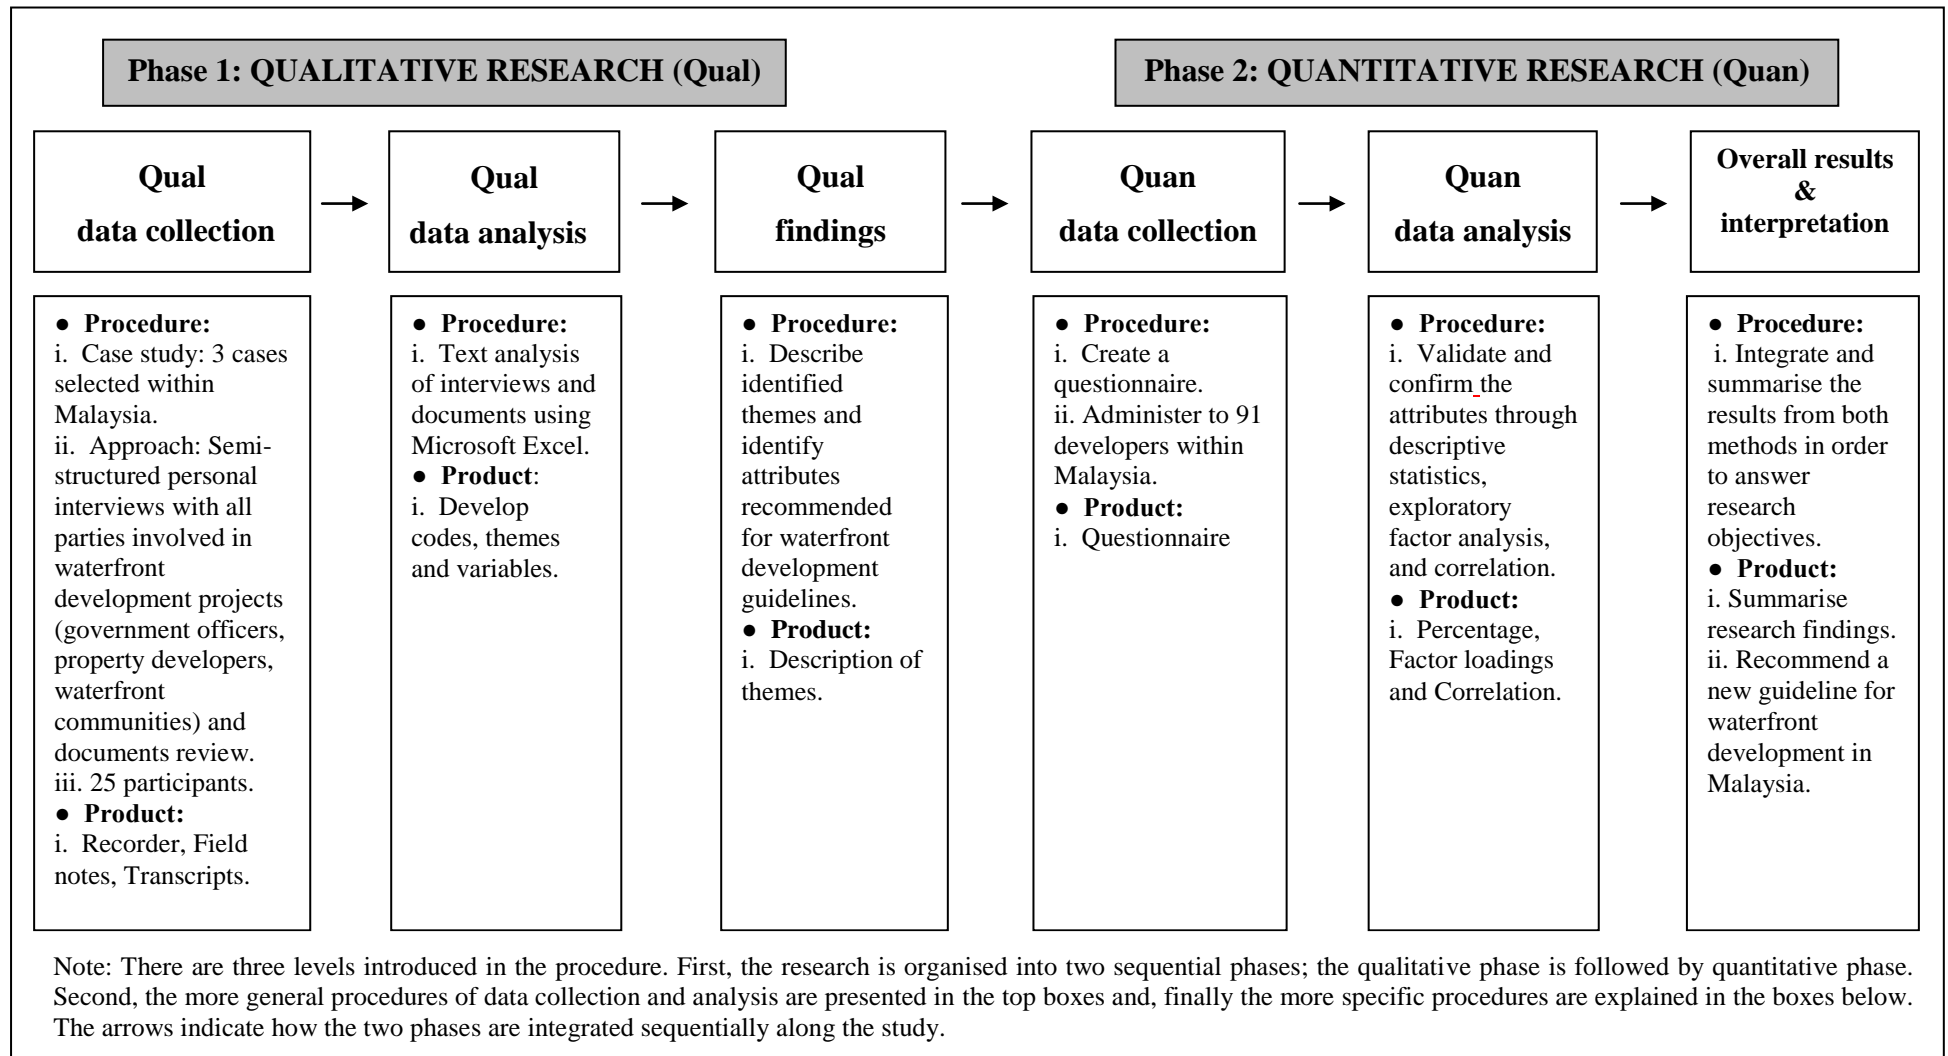 Phase 1: QUALITATIVE RESEARCH (Qual)
Phase 2: QUANTITATIVE RESEARCH (Quan)
Qual
data collection
Qual
data analysis
Qual
findings
Quan
data collection
Quan
data analysis
Overall results
&
interpretation
● Procedure:
i. Case study: 3 cases
selected within
Malaysia.
ii. Approach: Semi-
structured personal
interviews with all
parties involved in
waterfront
development projects
(government officers,
property developers,
waterfront
communities) and
documents review.
iii. 25 participants.
● Product:
i. Recorder, Field
notes, Transcripts.
● Procedure:
i. Text analysis
of interviews and
documents using
Microsoft Excel.
● Product:
i. Develop
codes, themes
and variables.
● Procedure:
i. Describe
identified
themes and
identify
attributes
recommended
for waterfront
development
guidelines.
● Product:
i. Description of
themes.
● Procedure:
i. Create a
questionnaire.
ii. Administer to 91
developers within
Malaysia.
● Product:
i. Questionnaire
● Procedure:
i. Validate and
confirm the
attributes through
descriptive
statistics,
exploratory
factor analysis,
and correlation.
● Product:
i. Percentage,
Factor loadings
and Correlation.
● Procedure:
i. Integrate and
summarise the
results from both
methods in order
to answer
research
objectives.
● Product:
i. Summarise
research findings.
ii. Recommend a
new guideline for
waterfront
development in
Malaysia.
Note: There are three levels introduced in the procedure. First, the research is organised into two sequential phases; the qualitative phase is followed by quantitative phase.
Second, the more general procedures of data collection and analysis are presented in the top boxes and, finally the more specific procedures are explained in the boxes below.
The arrows indicate how the two phases are integrated sequentially along the study.